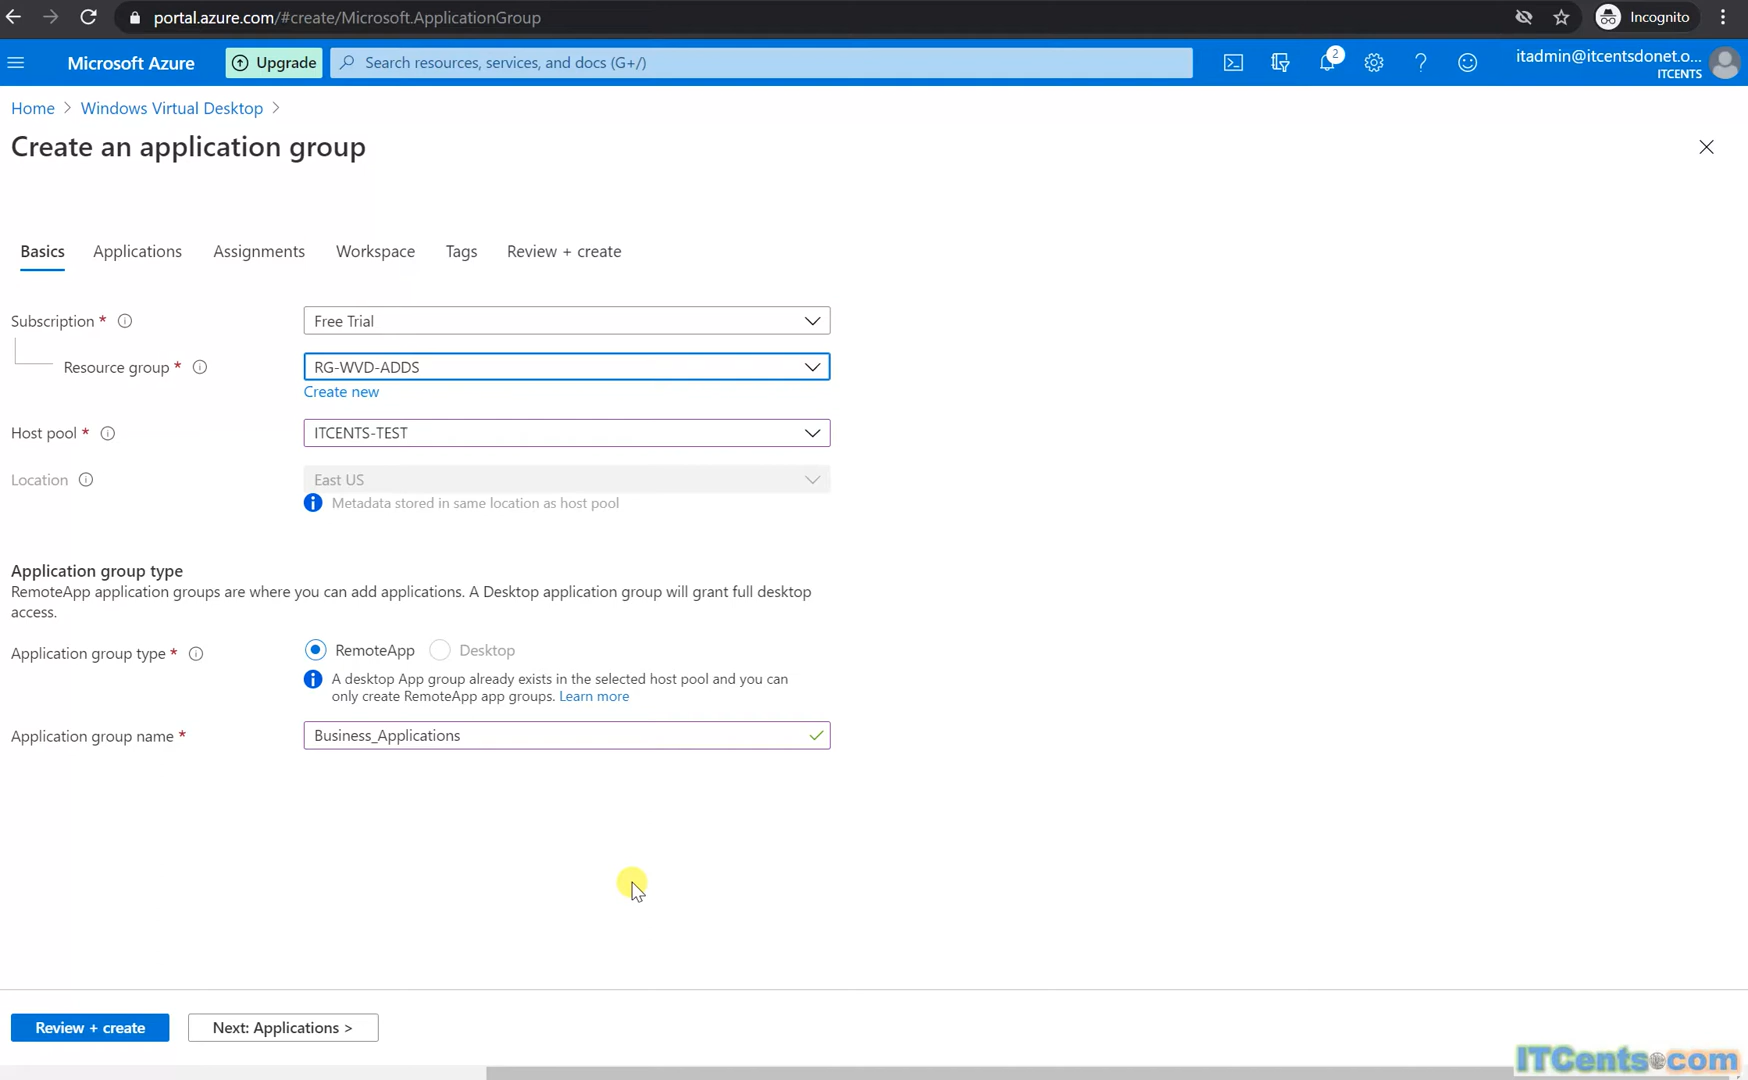 portal.azure.com/#create/Microsoft.ApplicationGroup
Incognito
Microsoft Azure
Upgrade
Search resources, services, and docs (G+/)
2
itadmin@itcentsdonet.o...
ITCENTS
Home > Windows Virtual Desktop >
Create an application group
Basics Applications Assignments Workspace Tags Review + create
Subscription *
Free Trial
Resource group *
RG-WVD-ADDS
Create new
Host pool *
ITCENTS-TEST
Location
East US
Metadata stored in same location as host pool
Application group type
RemoteApp application groups are where you can add applications. A Desktop application group will grant full desktop
access.
Application group type *
RemoteApp
Desktop
A desktop App group already exists in the selected host pool and you can
only create RemoteApp app groups. Learn more
Application group name *
Business_Applications
Review + create
Next: Applications >
ITCents.com